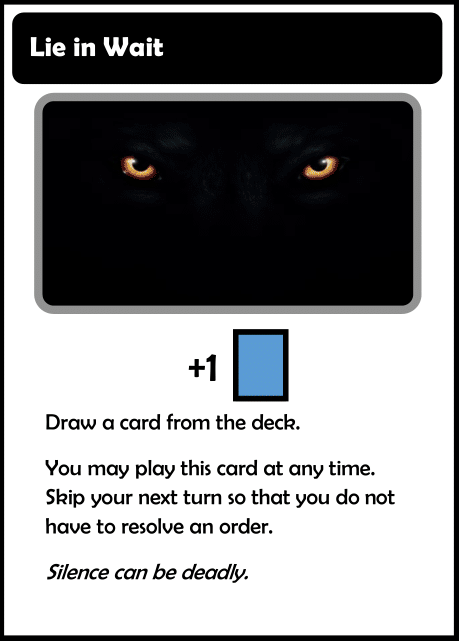 Lie in Wait
+1
Draw a card from the deck.
You may play this card at any time.
Skip your next turn so that you do not
have to resolve an order.
Silence can be deadly.